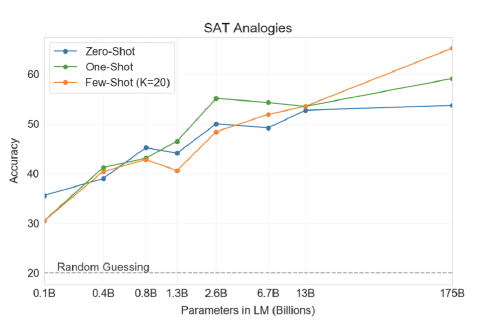 SAT Analogies
Zero-Shot
One-Shot
Few-Shot (K=20)
60
50
40
30
20
Accuracy
Random Guessing
0.1B 0.4B 0.8B 1.3B 2.6B 6.7B 13B 175B
Parameters in LM (Billions)